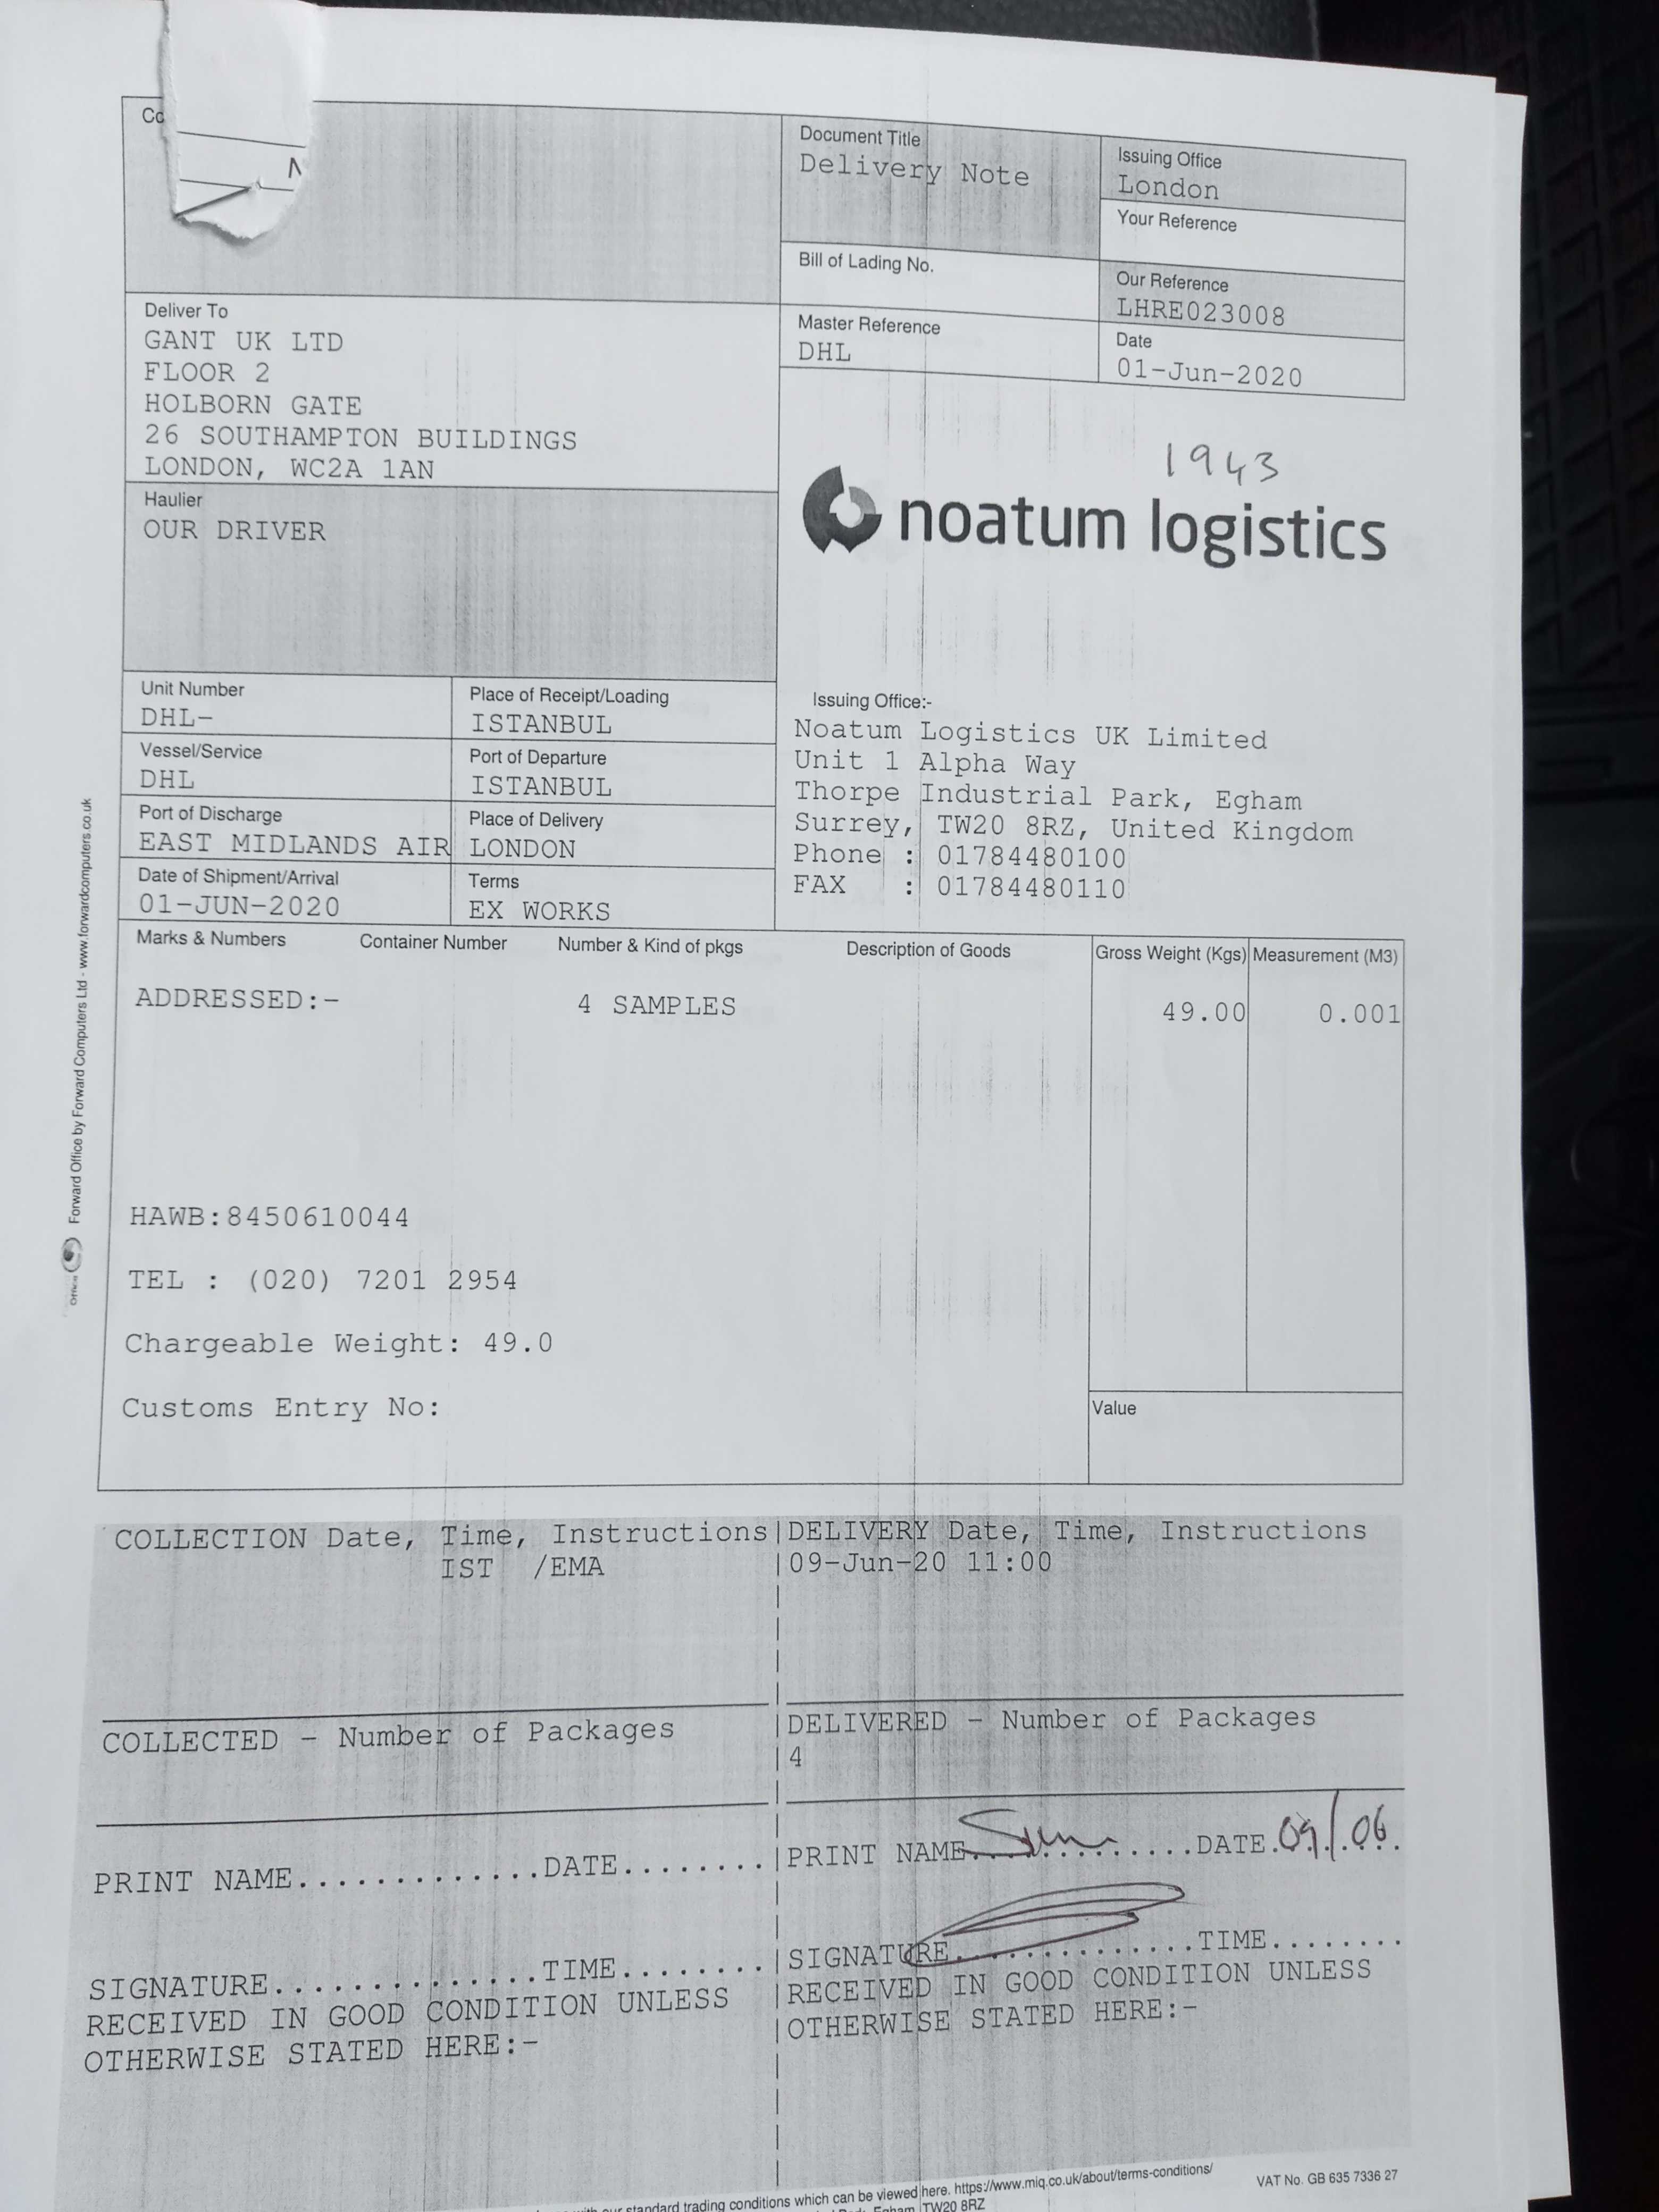 Document Title
Delivery Note
Issuing Office
London
Your Reference
Bill of Lading No.
Our Reference
LHRE023008
Master Reference
DHL
Date
01-Jun-2020
Deliver To
GANT UK LTD
FLOOR 2
HOLBORN GATE
26 SOUTHAMPTON BUILDINGS
LONDON, WC2A 1AN
Haulier
OUR DRIVER
1943
noatum logistics
Unit Number
DHL-
Place of Receipt/Loading
ISTANBUL
Vessel/Service
DHL
Port of Departure
ISTANBUL
Port of Discharge
EAST MIDLANDS AIR
Place of Delivery
LONDON
Date of Shipment/Arrival
01-JUN-2020
Terms
EX WORKS
Issuing Office:-
Noatum Logistics UK Limited
Unit 1 Alpha Way
Thorpe Industrial Park, Egham
Surrey, TW20 8RZ, United Kingdom
Phone : 01784480100
FAX : 01784480110
Marks & Numbers Container Number Number & Kind of pkgs Description of Goods Gross Weight (Kgs) Measurement (M3)
ADDRESSED:- 4 SAMPLES 49.00 0.001
HAWB:8450610044
TEL : (020) 7201 2954
Chargeable Weight: 49.0
Customs Entry No:
Value
Forward Office by Forward Computers Ltd - www.forwardcomputers.co.uk
COLLECTION Date, Time, Instructions
IST /EMA
DELIVERY Date, Time, Instructions
09-Jun-20 11:00
COLLECTED - Number of Packages
DELIVERED - Number of Packages
4
PRINT NAME.............DATE........
SIGNATURE...............TIME........
RECEIVED IN GOOD CONDITION UNLESS
OTHERWISE STATED HERE:-
PRINT NAME..............DATE.09/06.
SIGNATURE...............TIME........
RECEIVED IN GOOD CONDITION UNLESS
OTHERWISE STATED HERE:-
our standard trading conditions which can be viewed here. https://www.miq.co.uk/about/terms-conditions/
Egham TW20 8RZ
VAT No. GB 635 7336 27